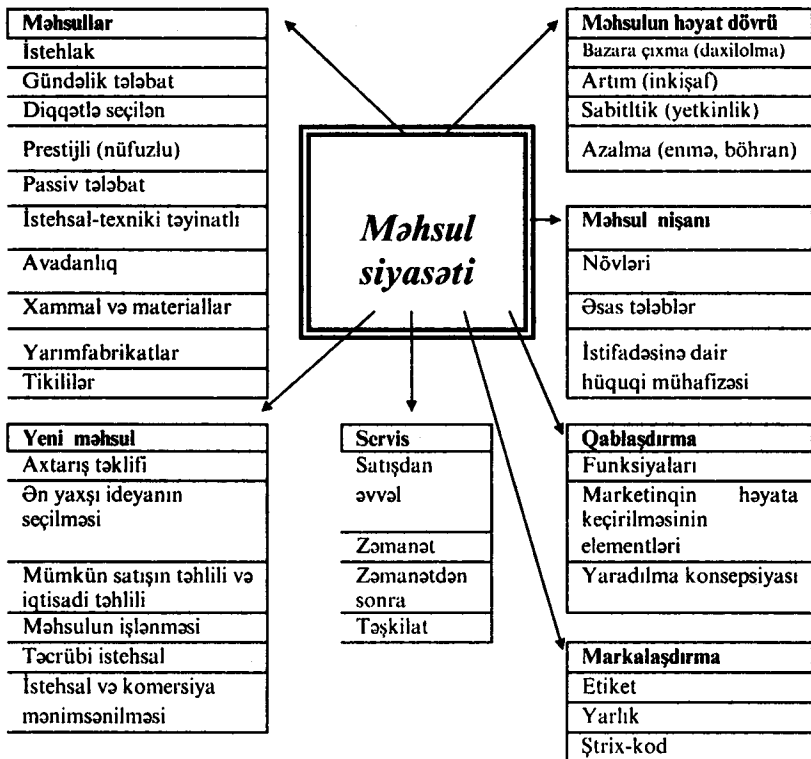 Məhsullar
İstehlak
Gündəlik tələbat
Diqqətlə seçilən
Prestijli (nüfuzlu)
Passiv tələbat
İstehsal-texniki təyinatlı
Avadanlıq
Xammal və materiallar
Yarımfabrikatlar
Tikililər
Məhsul
siyasəti
Məhsulun həyat dövrü
Bazara çıxma (daxilolma)
Artım (inkişaf)
Sabitltik (yetkinlik)
Azalma (enmə, böhran)
Məhsul nişanı
Növləri
Əsas tələblər
İstifadəsinə dair
hüquqi mühafizəsi
Yeni məhsul
Axtarış təklifi
Ən yaxşı ideyanın
seçilməsi
Mümkün satışın təhlili və
iqtisadi təhlili
Məhsulun işlənməsi
Təcrübi istehsal
İstehsal və komersiya
mənimsənilməsi
Servis
Satışdan
əvvəl
Zəmanət
Zəmanətdən
sonra
Təşkilat
Qablaşdırma
Funksiyaları
Marketinqin həyata
keçirilməsinin
elementləri
Yaradılma konsepsiyası
Markalaşdırma
Etiket
Yarlık
Ştrix-kod